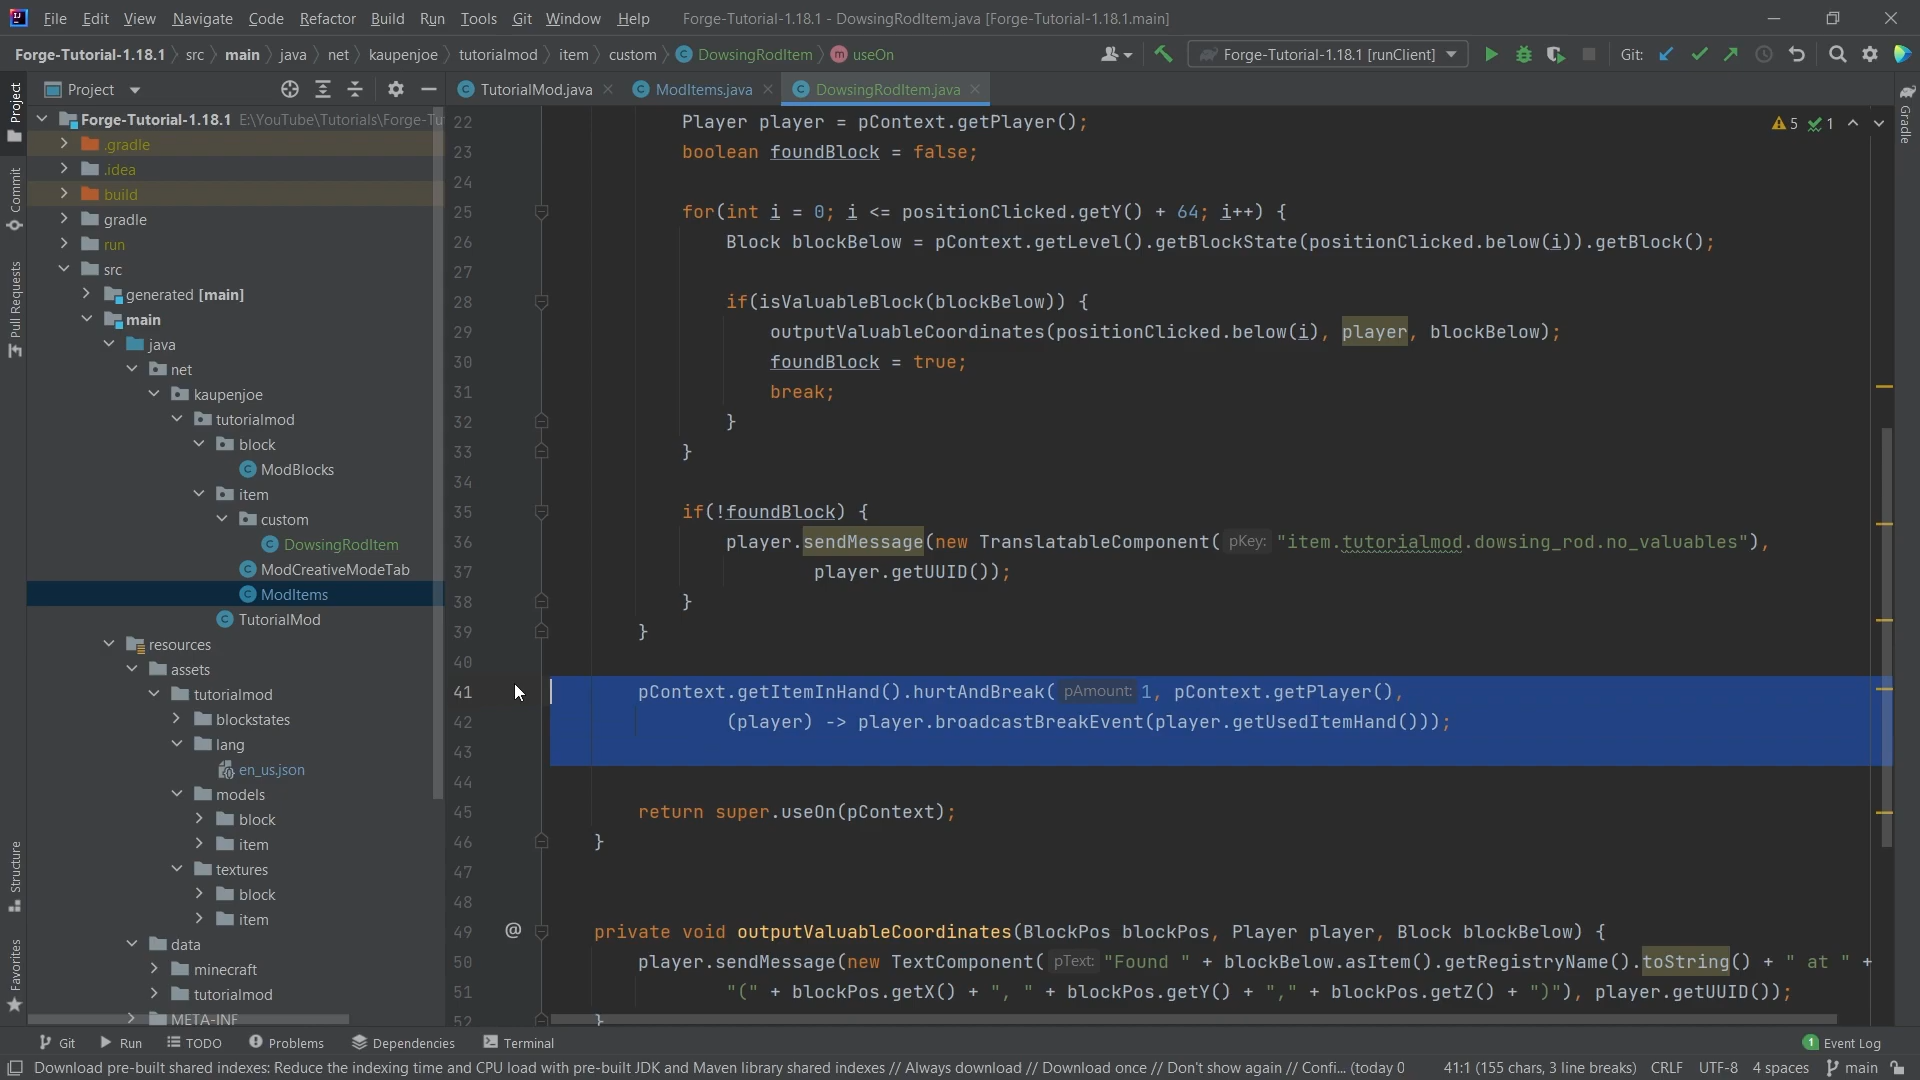 File Edit View Navigate Code Refactor Build Run Tools Git Window Help Forge-Tutorial-1.18.1 - DowsingRodItem.java [Forge-Tutorial-1.18.1.main]
Forge-Tutorial-1.18.1 src main java net kaupenjoe tutorialmod item custom DowsingRodItem useOn Forge-Tutorial-1.18.1 [runClient] Git:
Project TutorialMod.java ModItems.java DowsingRodItem.java
Project
Commit
Pull Requests
Structure
Favorites
Gradle
Forge-Tutorial-1.18.1 E:\YouTube\Tutorials\Forge-Tu
.gradle
.idea
build
gradle
run
src
generated [main]
main
java
net
kaupenjoe
tutorialmod
block
ModBlocks
item
custom
DowsingRodItem
ModCreativeModeTab
ModItems
TutorialMod
resources
assets
tutorialmod
blockstates
lang
en_us.json
models
block
item
textures
block
item
data
minecraft
tutorialmod
META-INF
5 1
22 Player player = pContext.getPlayer();
23 boolean foundBlock = false;
24
25 for(int i = 0; i <= positionClicked.getY() + 64; i++) {
26 Block blockBelow = pContext.getLevel().getBlockState(positionClicked.below(i)).getBlock();
27
28 if(isValuableBlock(blockBelow)) {
29 outputValuableCoordinates(positionClicked.below(i), player, blockBelow);
30 foundBlock = true;
31 break;
32 }
33 }
34
35 if(!foundBlock) {
36 player.sendMessage(new TranslatableComponent( pKey: "item.tutorialmod.dowsing_rod.no_valuables"),
37 player.getUUID());
38 }
39 }
40
41 pContext.getItemInHand().hurtAndBreak( pAmount: 1, pContext.getPlayer(),
42 (player) -> player.broadcastBreakEvent(player.getUsedItemHand()));
43
44
45 return super.useOn(pContext);
46 }
47
48
49 @ private void outputValuableCoordinates(BlockPos blockPos, Player player, Block blockBelow) {
50 player.sendMessage(new TextComponent( pText: "Found " + blockBelow.asItem().getRegistryName().toString() + " at " +
51 "(" + blockPos.getX() + ", " + blockPos.getY() + "," + blockPos.getZ() + ")"), player.getUUID());
52 }
Git Run TODO Problems Dependencies Terminal 1 Event Log
Download pre-built shared indexes: Reduce the indexing time and CPU load with pre-built JDK and Maven library shared indexes // Always download // Download once // Don't show again // Confi... (today 0 41:1 (155 chars, 3 line breaks) CRLF UTF-8 4 spaces main